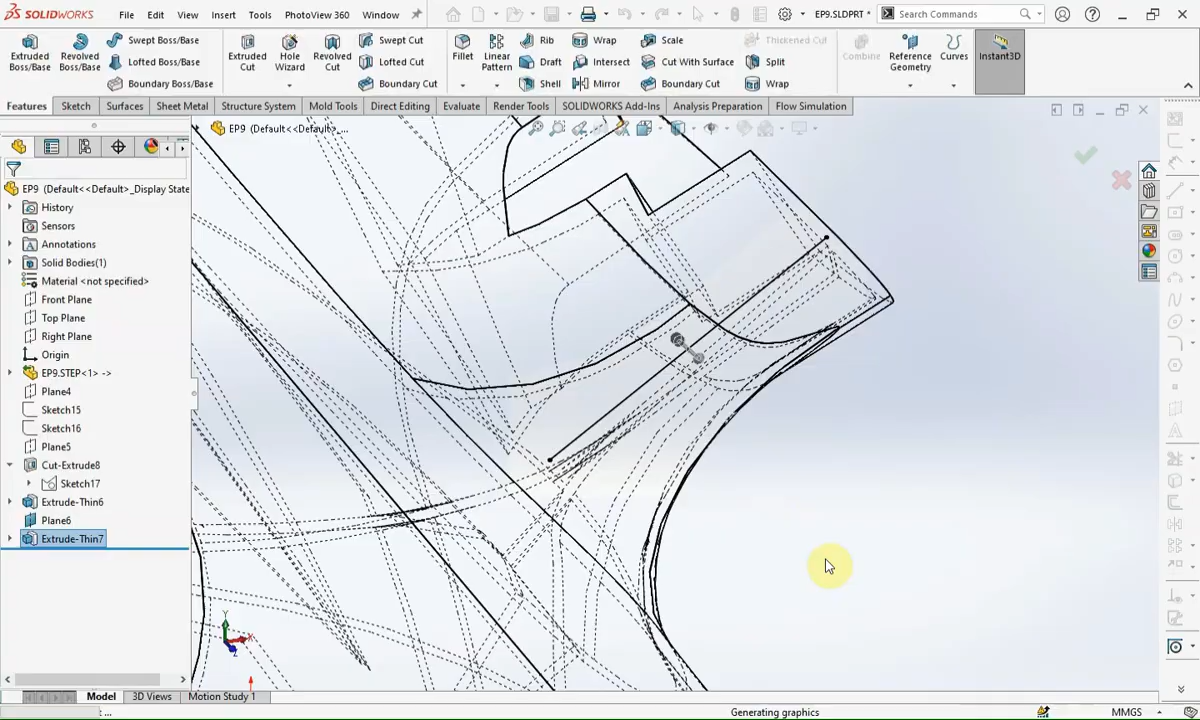 SOLIDWORKS File Edit View Insert Tools PhotoView 360 Window EP9.SLDPRT * Search Commands
Extruded Boss/Base Revolved Boss/Base Swept Boss/Base Extruded Cut Hole Wizard Revolved Cut Swept Cut Fillet Linear Pattern Rib Wrap Scale Thickened Cut Combine Reference Geometry Curves Instant3D
Lofted Boss/Base Lofted Cut Draft Intersect Cut With Surface Split
Boundary Boss/Base Boundary Cut Shell Mirror Boundary Cut Wrap
Features Sketch Surfaces Sheet Metal Structure System Mold Tools Direct Editing Evaluate Render Tools SOLIDWORKS Add-Ins Analysis Preparation Flow Simulation
EP9 (Default<<Default>_...
EP9 (Default<<Default>_Display State
History
Sensors
Annotations
Solid Bodies(1)
Material <not specified>
Front Plane
Top Plane
Right Plane
Origin
EP9.STEP<1> ->
Plane4
Sketch15
Sketch16
Plane5
Cut-Extrude8
Sketch17
Extrude-Thin6
Plane6
Extrude-Thin7
Y
X
Z
Model 3D Views Motion Study 1
: ... Generating graphics MMGS